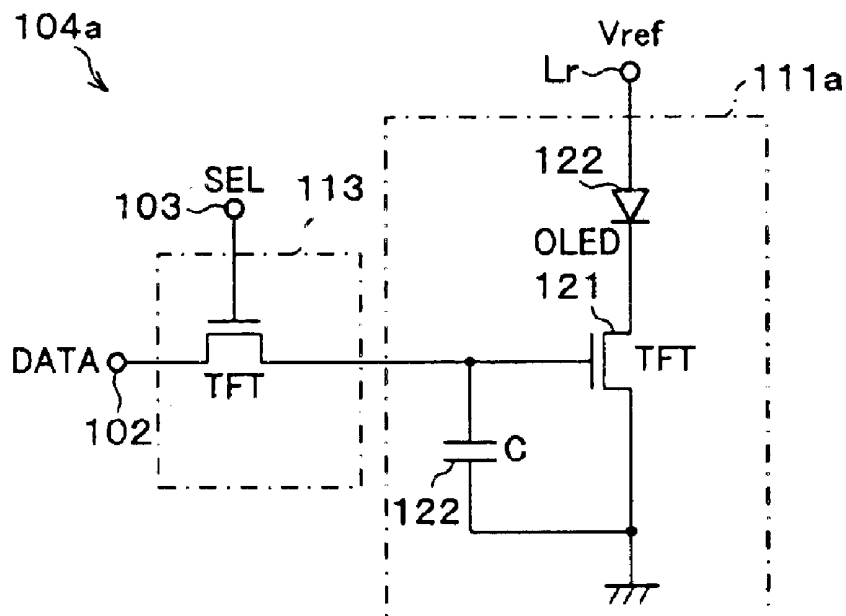 104a
Vref
Lr
111a
122
SEL
113
103
OLED
121
DATA
TFT
TFT
102
C
122